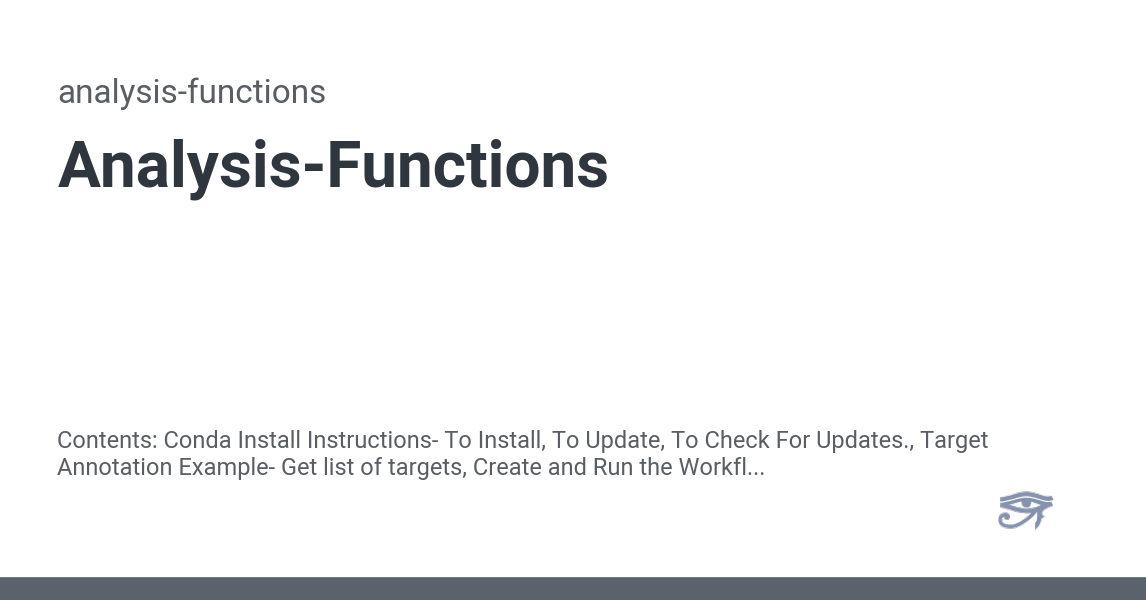 analysis-functions
Analysis-Functions
Contents: Conda Install Instructions- To Install, To Update, To Check For Updates., Target
Annotation Example- Get list of targets, Create and Run the Workfl...